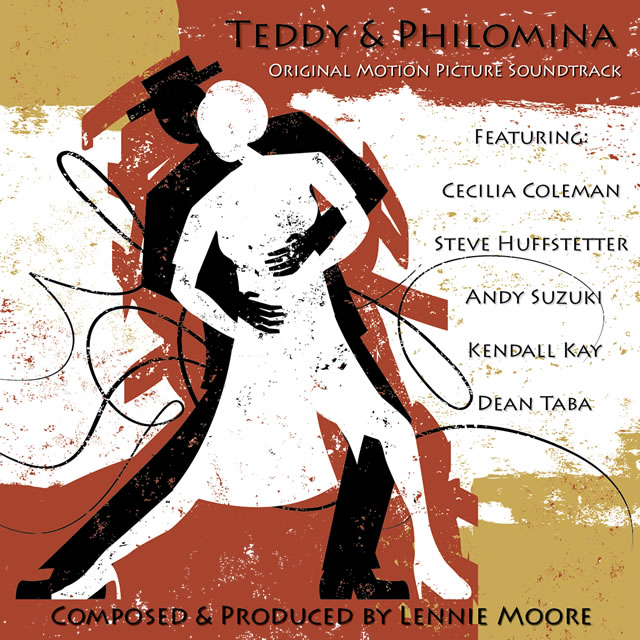 Teddy & Philomina
Original Motion Picture Soundtrack
Featuring:
Cecilia Coleman
Steve Huffstetter
Andy Suzuki
Kendall Kay
Dean Taba
Composed & Produced by Lennie Moore